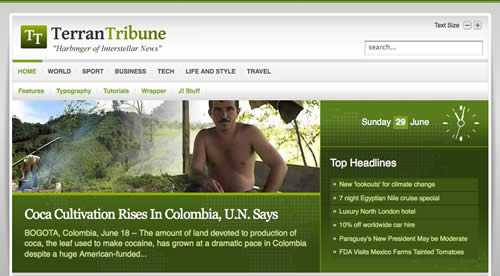 TT TerranTribune
"Harbinger of Interstellar News"
Text Size
search...
HOME WORLD SPORT BUSINESS TECH LIFE AND STYLE TRAVEL
Features Typography Tutorials Wrapper J! Stuff
Sunday 29 June
Coca Cultivation Rises In Colombia, U.N. Says
BOGOTA, Colombia, June 18 -- The amount of land devoted to production of
coca, the leaf used to make cocaine, has grown at a dramatic pace in Colombia
despite a huge American-funded...
Top Headlines
» New 'lookouts' for climate change
» 7 night Egyptian Nile cruise special
» Luxury North London hotel
» 10% off worldwide car hire
» Paraguay's New President May be Moderate
» FDA Visits Mexico Farms Tainted Tomatoes